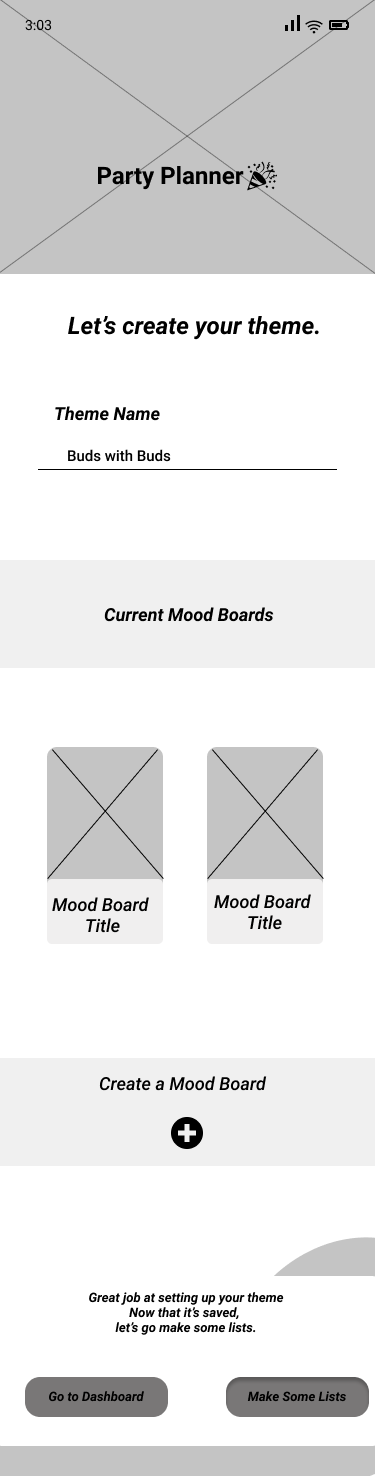 3:03
Party Planner
Let’s create your theme.
Theme Name
Buds with Buds
Current Mood Boards
Mood Board
Title
Mood Board
Title
Create a Mood Board
Great job at setting up your theme
Now that it’s saved,
let’s go make some lists.
Go to Dashboard
Make Some Lists